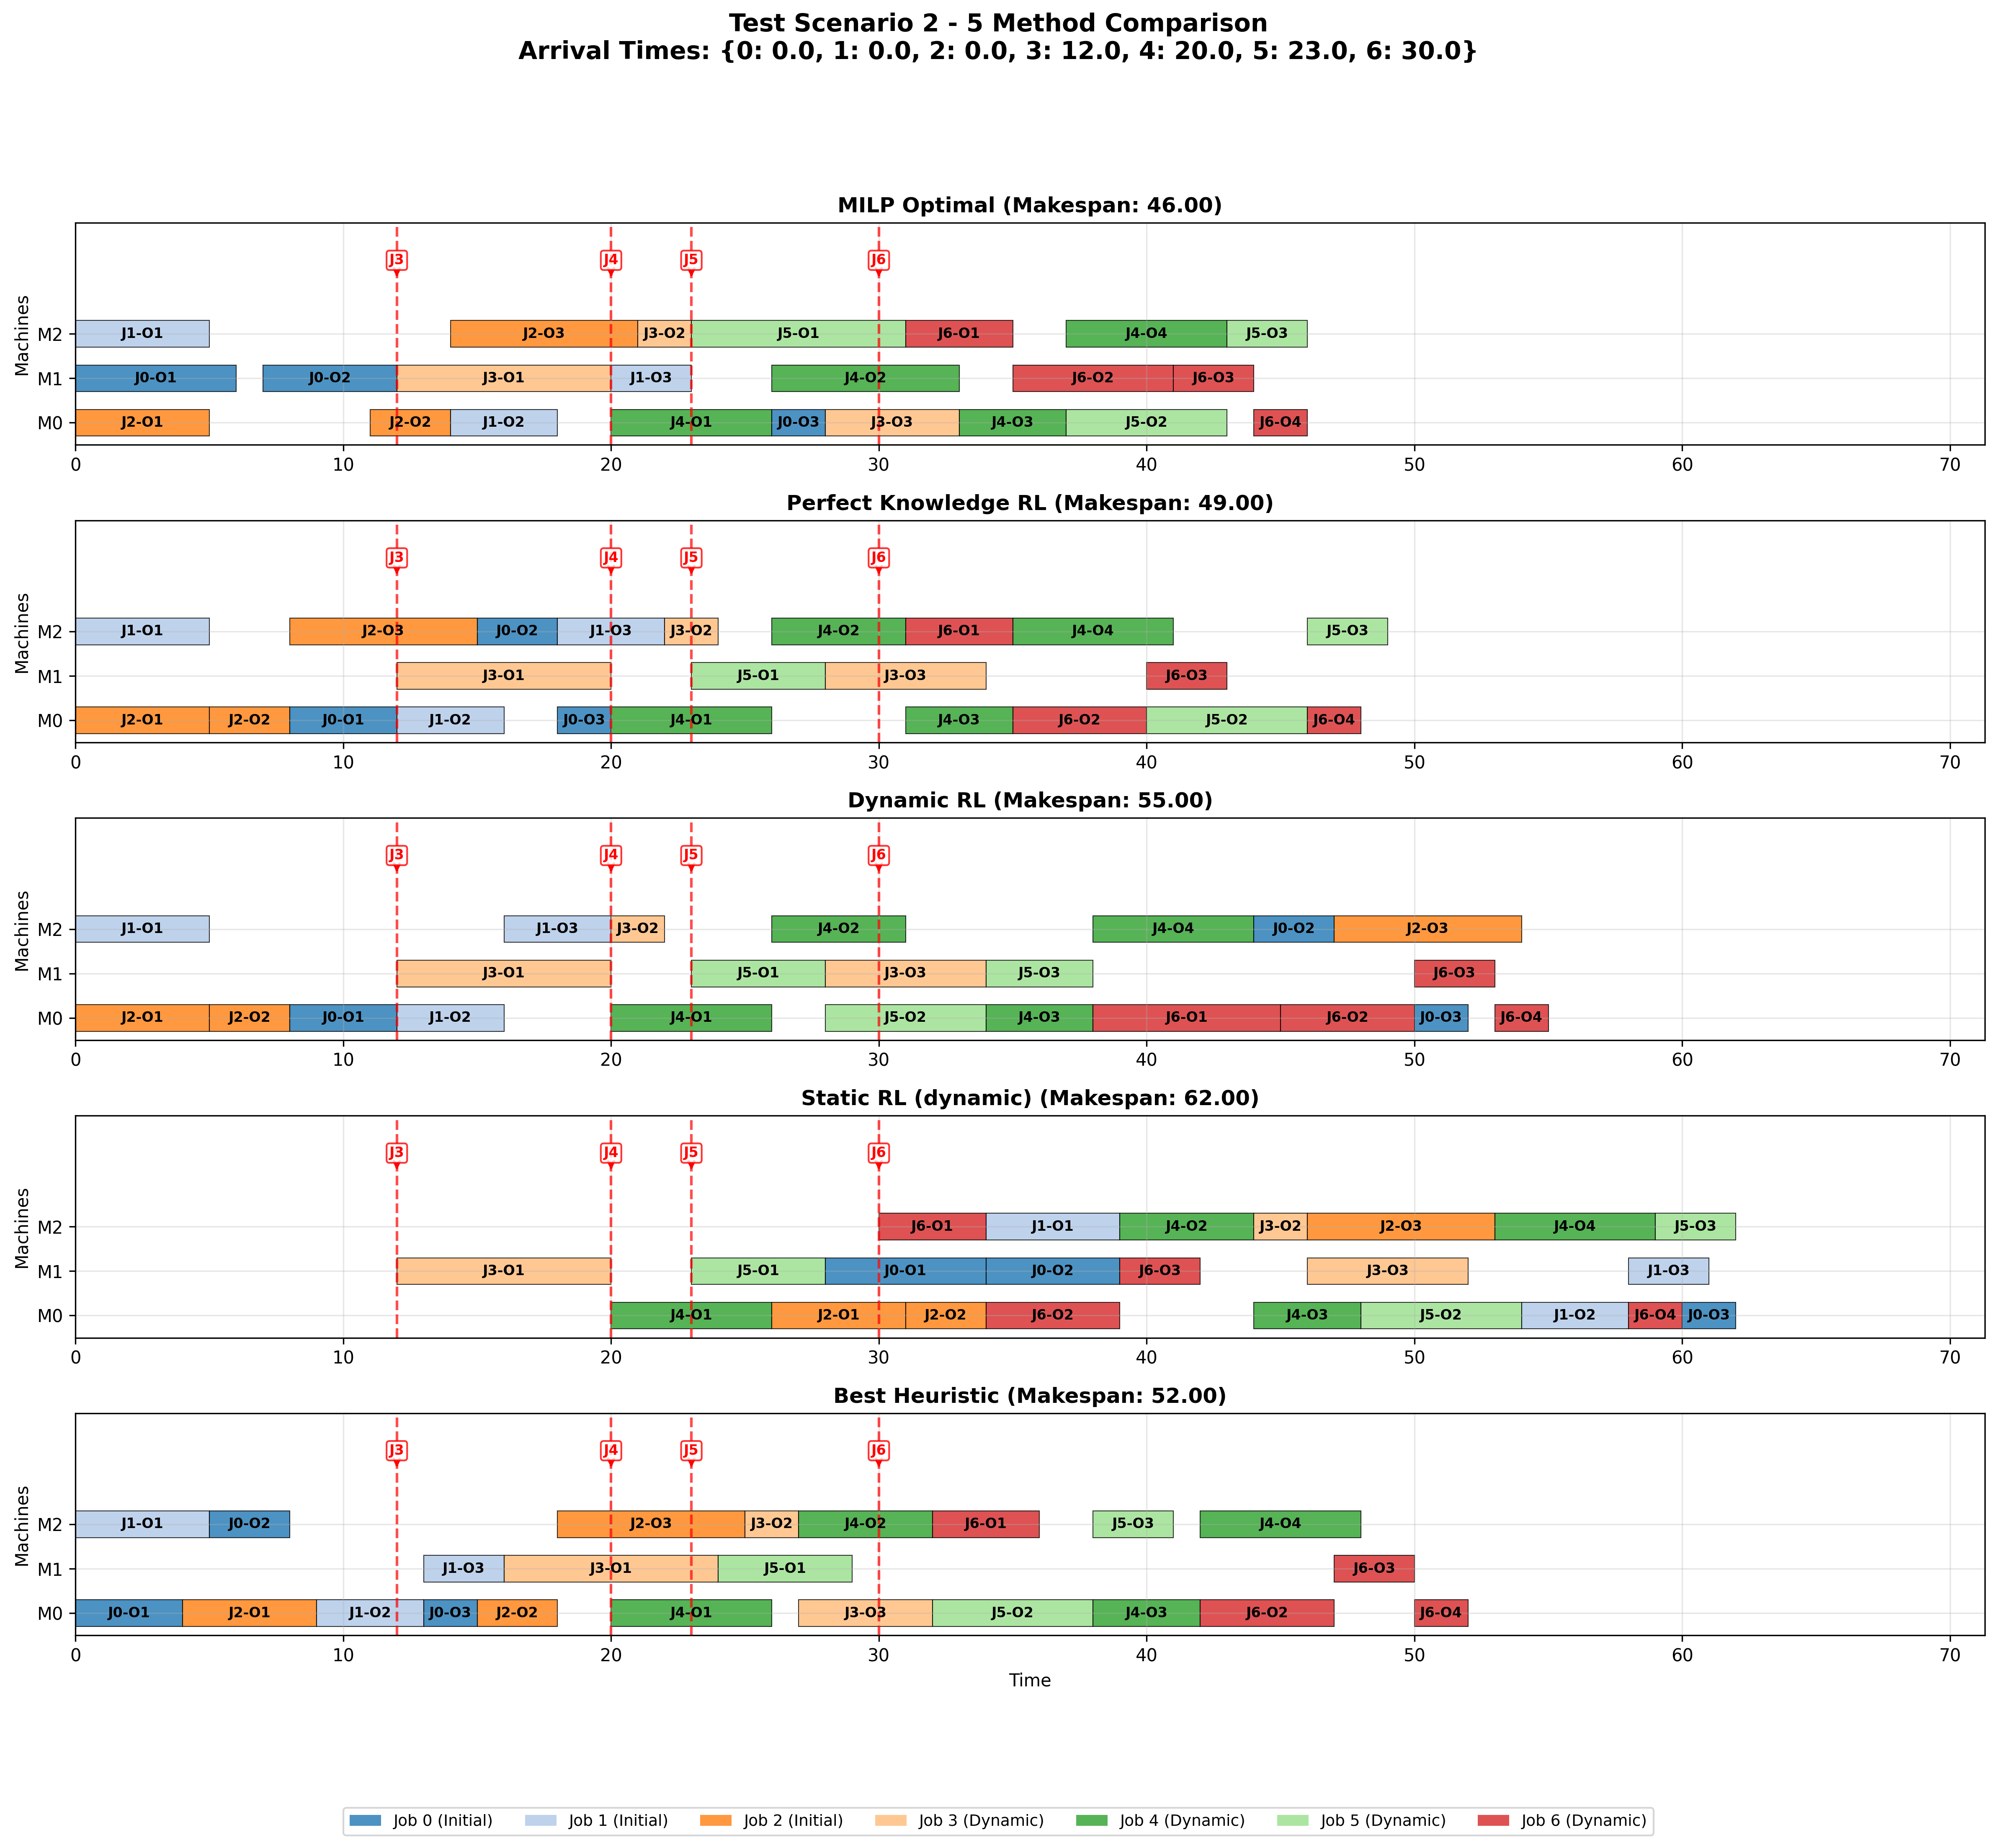 Test Scenario 2 - 5 Method Comparison
Arrival Times: {0: 0.0, 1: 0.0, 2: 0.0, 3: 12.0, 4: 20.0, 5: 23.0, 6: 30.0}
MILP Optimal (Makespan: 46.00)
J3 J4 J5 J6
Machines
M2 J1-O1 J2-O3 J3-O2 J5-O1 J6-O1 J4-O4 J5-O3
M1 J0-O1 J0-O2 J3-O1 J1-O3 J4-O2 J6-O2 J6-O3
M0 J2-O1 J2-O2 J1-O2 J4-O1 J0-O3 J3-O3 J4-O3 J5-O2 J6-O4
0 10 20 30 40 50 60 70
Perfect Knowledge RL (Makespan: 49.00)
J3 J4 J5 J6
Machines
M2 J1-O1 J2-O3 J0-O2 J1-O3 J3-O2 J4-O2 J6-O1 J4-O4 J5-O3
M1 J3-O1 J5-O1 J3-O3 J6-O3
M0 J2-O1 J2-O2 J0-O1 J1-O2 J0-O3 J4-O1 J4-O3 J6-O2 J5-O2 J6-O4
0 10 20 30 40 50 60 70
Dynamic RL (Makespan: 55.00)
J3 J4 J5 J6
Machines
M2 J1-O1 J1-O3 J3-O2 J4-O2 J4-O4 J0-O2 J2-O3
M1 J3-O1 J5-O1 J3-O3 J5-O3 J6-O3
M0 J2-O1 J2-O2 J0-O1 J1-O2 J4-O1 J5-O2 J4-O3 J6-O1 J6-O2 J0-O3 J6-O4
0 10 20 30 40 50 60 70
Static RL (dynamic) (Makespan: 62.00)
J3 J4 J5 J6
Machines
M2 J6-O1 J1-O1 J4-O2 J3-O2 J2-O3 J4-O4 J5-O3
M1 J3-O1 J5-O1 J0-O1 J0-O2 J6-O3 J3-O3 J1-O3
M0 J4-O1 J2-O1 J2-O2 J6-O2 J4-O3 J5-O2 J1-O2 J6-O4 J0-O3
0 10 20 30 40 50 60 70
Best Heuristic (Makespan: 52.00)
J3 J4 J5 J6
Machines
M2 J1-O1 J0-O2 J2-O3 J3-O2 J4-O2 J6-O1 J5-O3 J4-O4
M1 J1-O3 J3-O1 J5-O1 J6-O3
M0 J0-O1 J2-O1 J1-O2 J0-O3 J2-O2 J4-O1 J3-O3 J5-O2 J4-O3 J6-O2 J6-O4
0 10 20 30 40 50 60 70
Time
Job 0 (Initial) Job 1 (Initial) Job 2 (Initial) Job 3 (Dynamic) Job 4 (Dynamic) Job 5 (Dynamic) Job 6 (Dynamic)